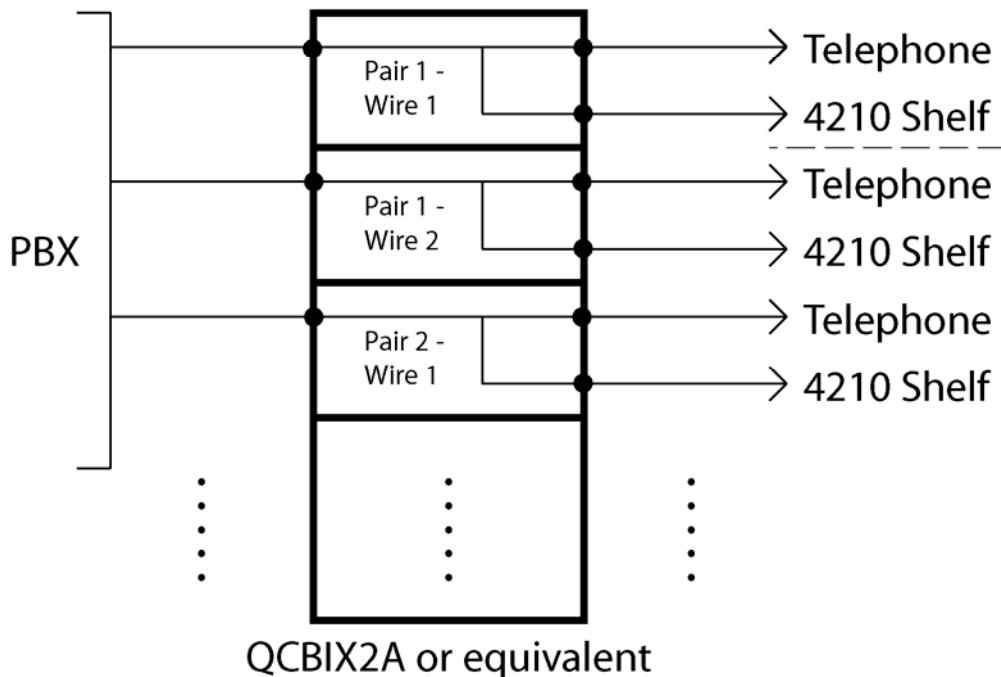 Pair 1 -
Wire 1
Telephone
4210 Shelf
Pair 1 -
Wire 2
Telephone
4210 Shelf
PBX
Pair 2 -
Wire 1
Telephone
4210 Shelf
QCBIX2A or equivalent